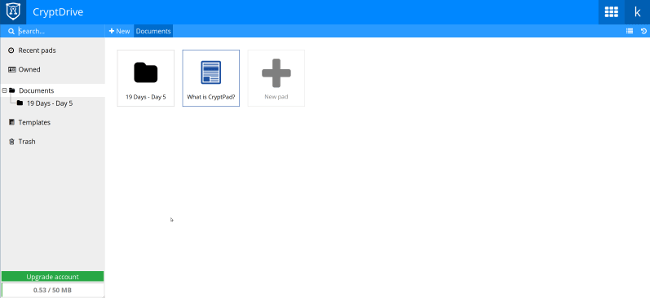 CryptDrive
k
Search...
+ New
Documents
Recent pads
Owned
Documents
19 Days - Day 5
Templates
Trash
19 Days - Day 5
What is CryptPad?
New pad
Upgrade account
0.53 / 50 MB